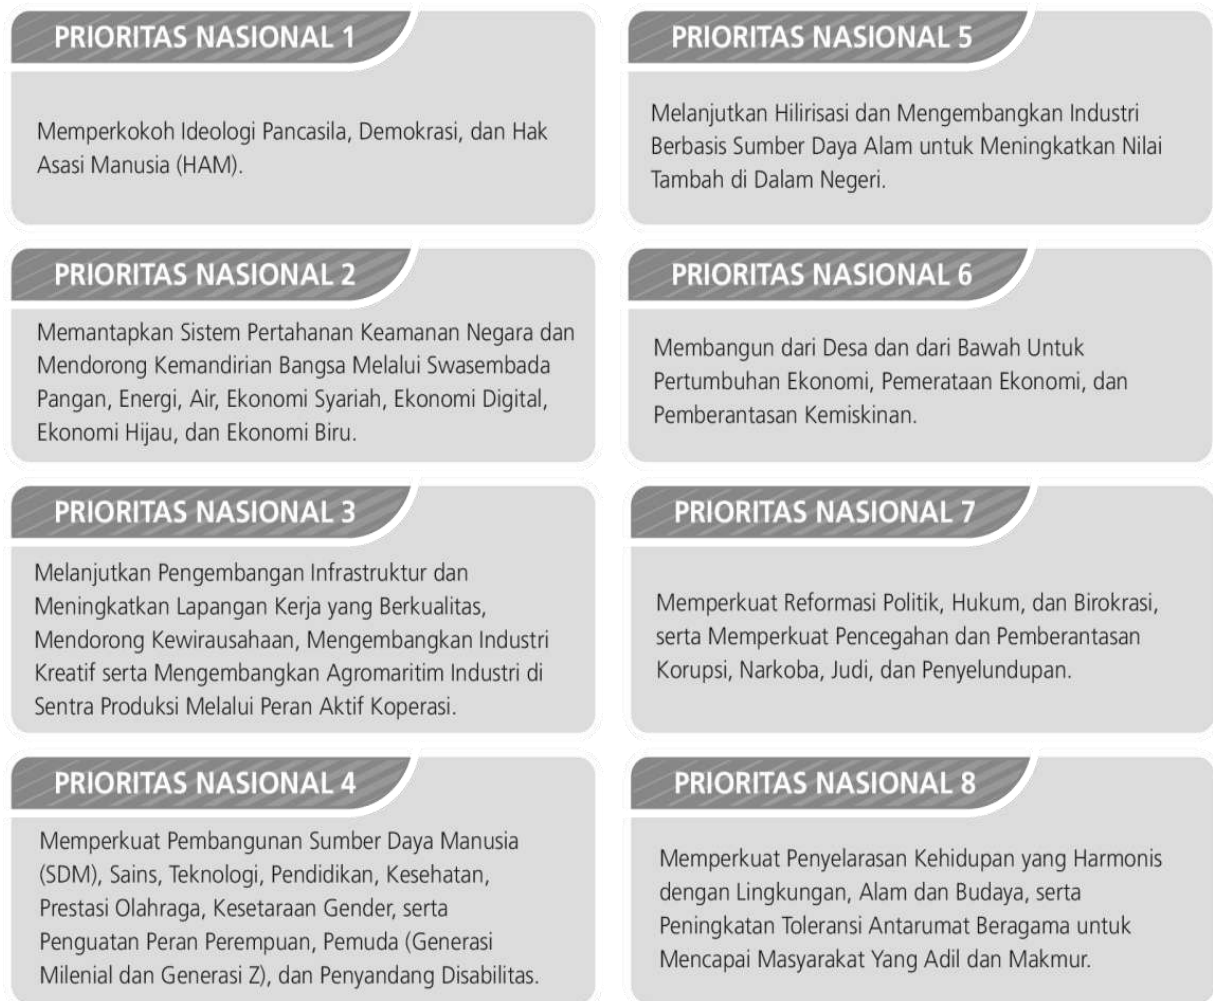 PRIORITAS NASIONAL 1
Memperkokoh Ideologi Pancasila, Demokrasi, dan Hak
Asasi Manusia (HAM).
PRIORITAS NASIONAL 2
Memantapkan Sistem Pertahanan Keamanan Negara dan
Mendorong Kemandirian Bangsa Melalui Swasembada
Pangan, Energi, Air, Ekonomi Syariah, Ekonomi Digital,
Ekonomi Hijau, dan Ekonomi Biru.
PRIORITAS NASIONAL 3
Melanjutkan Pengembangan Infrastruktur dan
Meningkatkan Lapangan Kerja yang Berkualitas,
Mendorong Kewirausahaan, Mengembangkan Industri
Kreatif serta Mengembangkan Agromaritim Industri di
Sentra Produksi Melalui Peran Aktif Koperasi.
PRIORITAS NASIONAL 4
Memperkuat Pembangunan Sumber Daya Manusia
(SDM), Sains, Teknologi, Pendidikan, Kesehatan,
Prestasi Olahraga, Kesetaraan Gender, serta
Penguatan Peran Perempuan, Pemuda (Generasi
Milenial dan Generasi Z), dan Penyandang Disabilitas.
PRIORITAS NASIONAL 5
Melanjutkan Hilirisasi dan Mengembangkan Industri
Berbasis Sumber Daya Alam untuk Meningkatkan Nilai
Tambah di Dalam Negeri.
PRIORITAS NASIONAL 6
Membangun dari Desa dan dari Bawah Untuk
Pertumbuhan Ekonomi, Pemerataan Ekonomi, dan
Pemberantasan Kemiskinan.
PRIORITAS NASIONAL 7
Memperkuat Reformasi Politik, Hukum, dan Birokrasi,
serta Memperkuat Pencegahan dan Pemberantasan
Korupsi, Narkoba, Judi, dan Penyelundupan.
PRIORITAS NASIONAL 8
Memperkuat Penyelarasan Kehidupan yang Harmonis
dengan Lingkungan, Alam dan Budaya, serta
Peningkatan Toleransi Antarumat Beragama untuk
Mencapai Masyarakat Yang Adil dan Makmur.